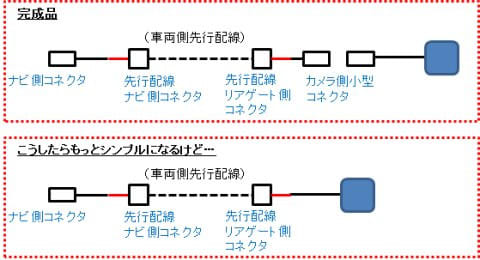 完成品
（車両側先行配線）
ナビ側コネクタ
先行配線
ナビ側コネクタ
先行配線
リアゲート側
コネクタ
カメラ側小型
コネクタ
こうしたらもっとシンプルになるけど…
（車両側先行配線）
ナビ側コネクタ
先行配線
ナビ側コネクタ
先行配線
リアゲート側
コネクタ